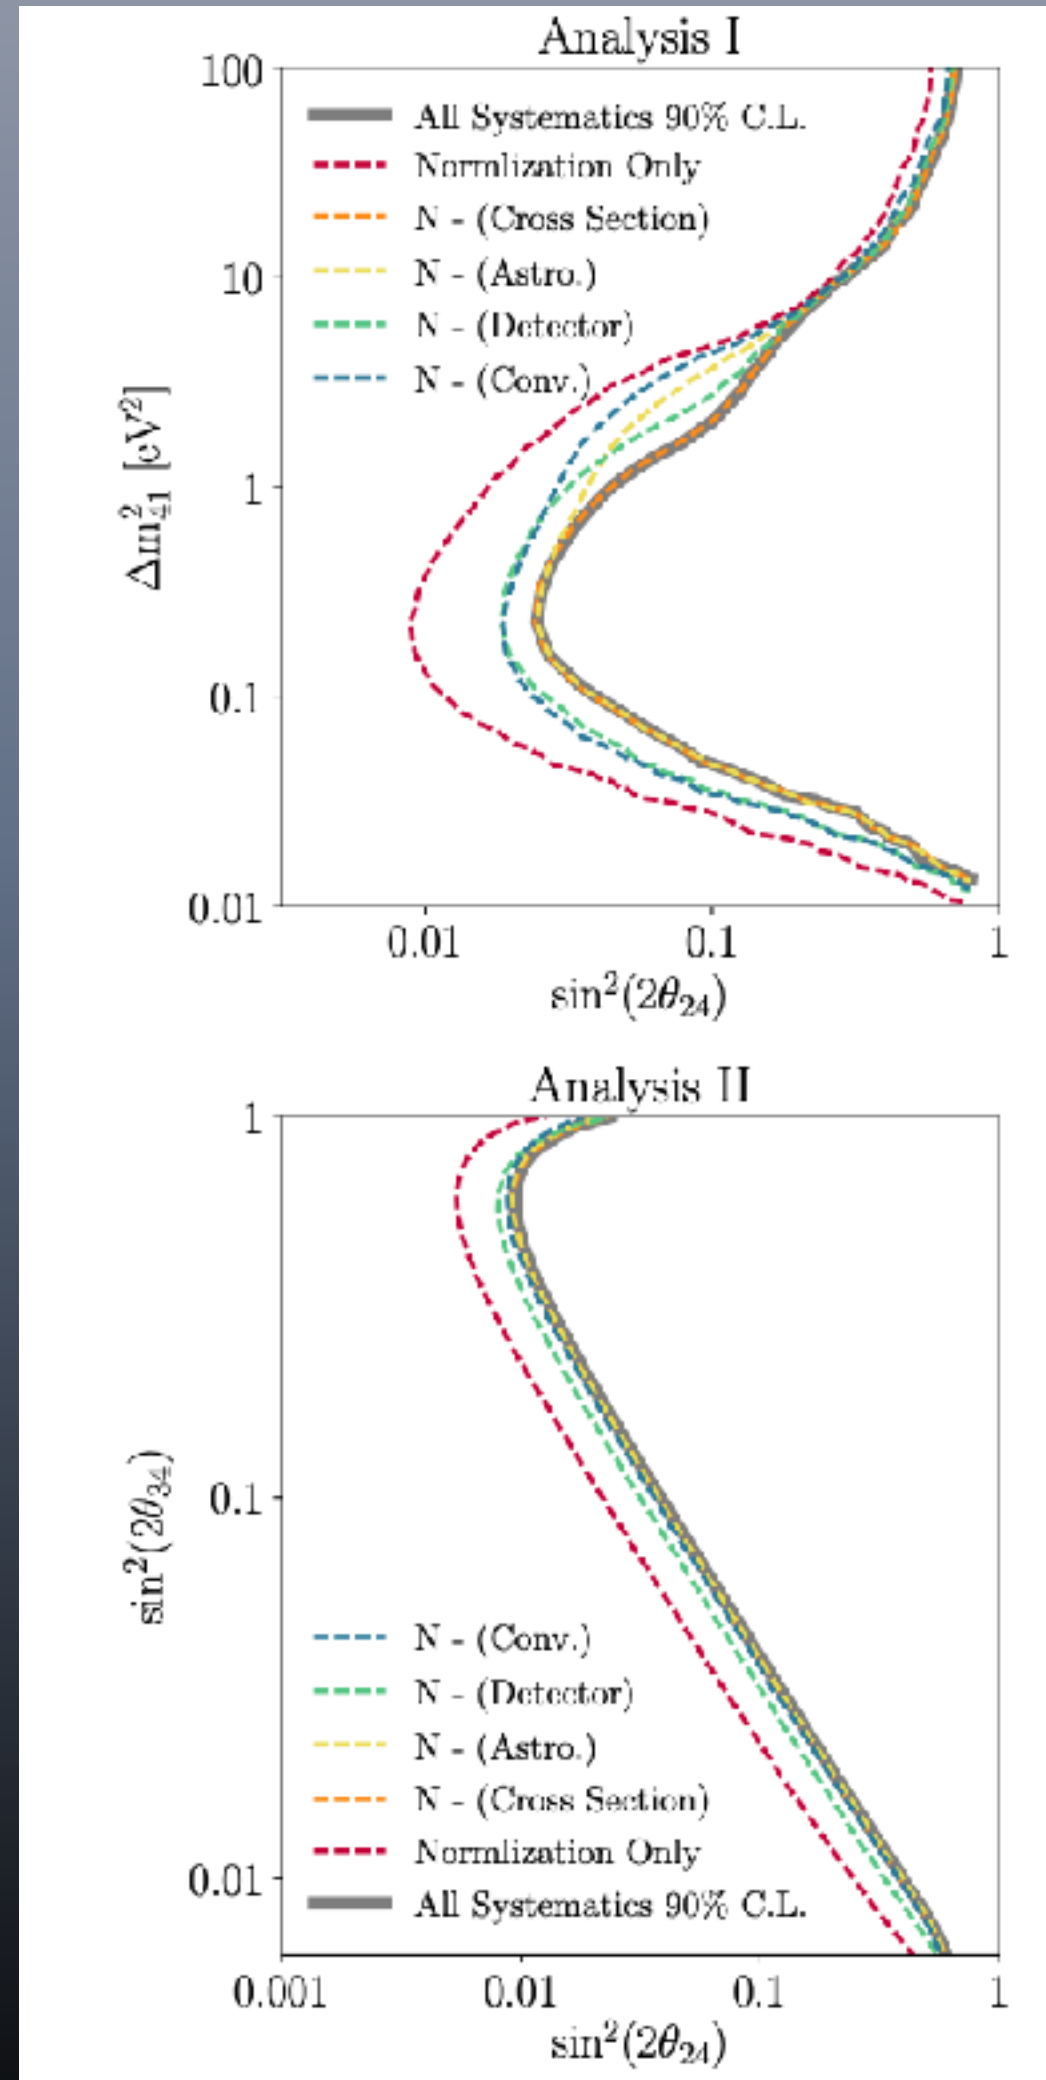 Analysis I
100
All Systematics 90% C.L.
Normlization Only
N - (Cross Section)
N - (Astro.)
N - (Detector)
N - (Conv.)
10
1
0.1
0.01
Δm²₄₁ [eV²]
0.01 0.1 1
sin²(2θ₂₄)
Analysis II
1
0.1
0.01
sin²(2θ₃₄)
N - (Conv.)
N - (Detector)
N - (Astro.)
N - (Cross Section)
Normlization Only
All Systematics 90% C.L.
0.001 0.01 0.1 1
sin²(2θ₂₄)